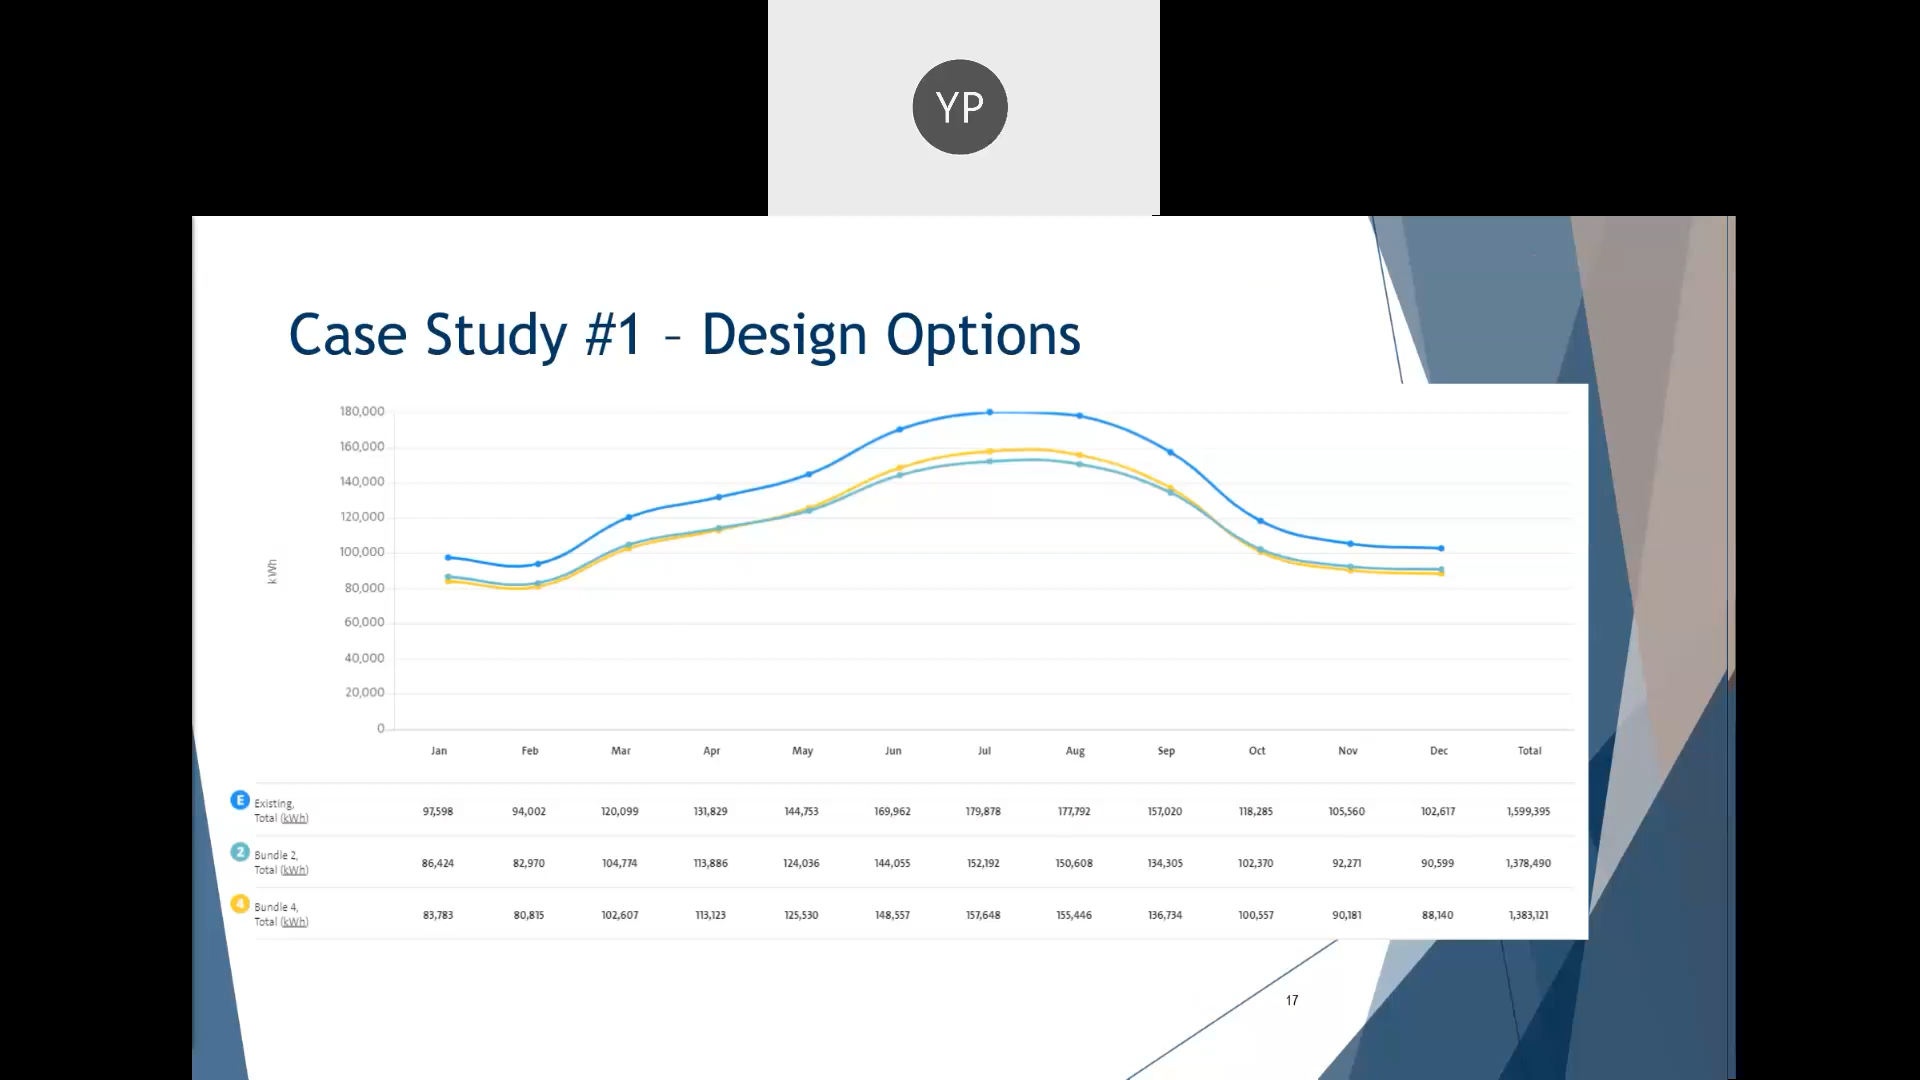 YP
Case Study #1 – Design Options
180,000
160,000
140,000
120,000
100,000
80,000
60,000
40,000
20,000
0
kWh
Jan Feb Mar Apr May Jun Jul Aug Sep Oct Nov Dec Total
E Existing,
Total (kWh) 97,598 94,002 120,099 131,829 144,753 169,962 179,878 177,792 157,020 118,285 105,560 102,617 1,599,395
2 Bundle 2,
Total (kWh) 86,424 82,970 104,774 113,886 124,036 144,055 152,192 150,608 134,305 102,370 92,271 90,599 1,378,490
4 Bundle 4,
Total (kWh) 83,783 80,815 102,607 113,123 125,530 148,557 157,648 155,446 136,734 100,557 90,181 88,140 1,383,121
17